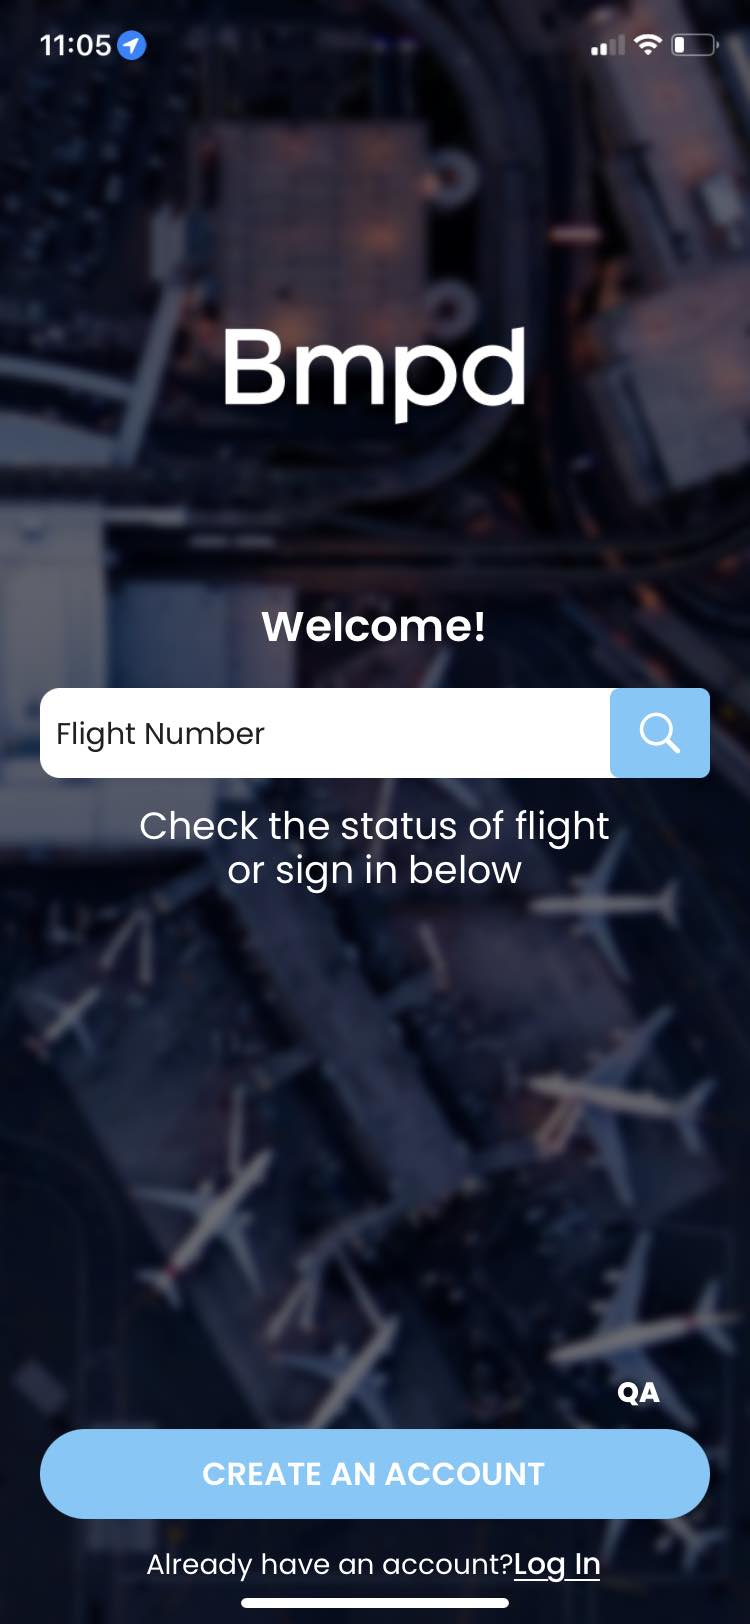 11:05
Bmpd
Welcome!
Flight Number
Check the status of flight
or sign in below
QA
CREATE AN ACCOUNT
Already have an account?Log In